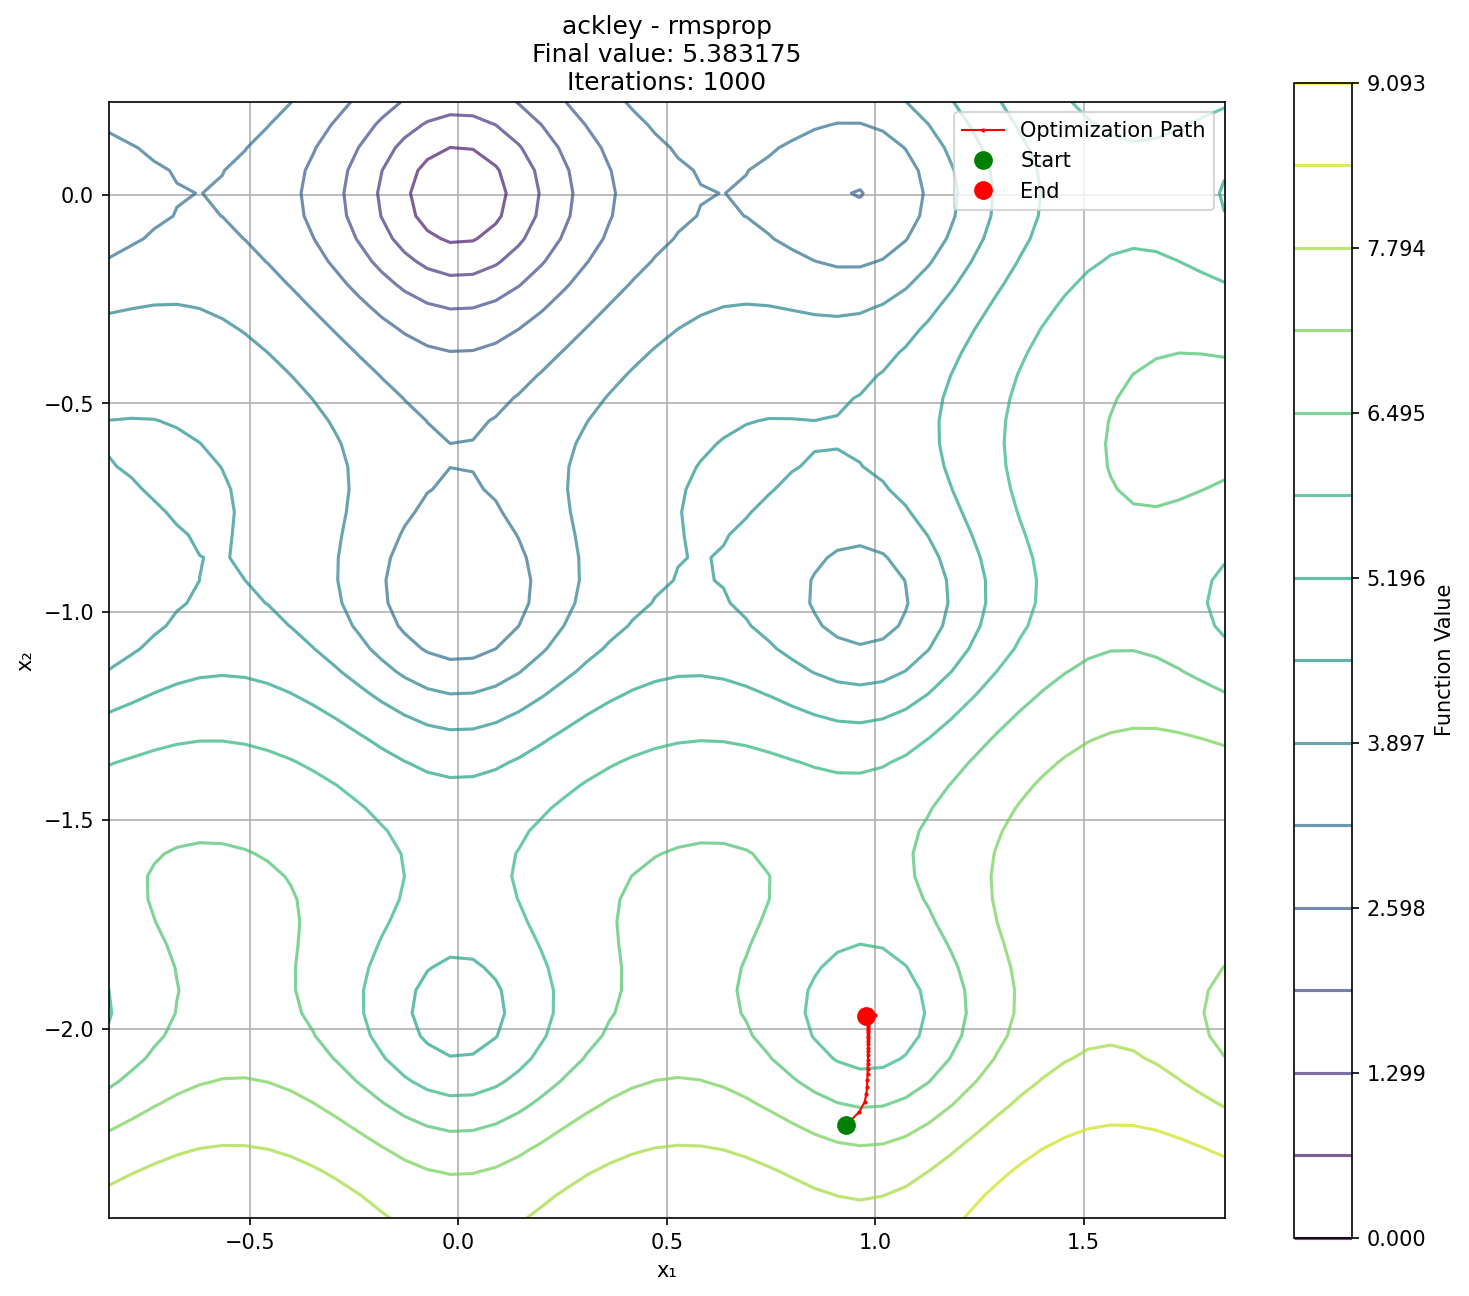 ackley - rmsprop
Final value: 5.383175
Iterations: 1000
Optimization Path
Start
End
0.0
−0.5
−1.0
−1.5
−2.0
x₂
−0.5
0.0
0.5
1.0
1.5
x₁
9.093
7.794
6.495
5.196
3.897
2.598
1.299
0.000
Function Value